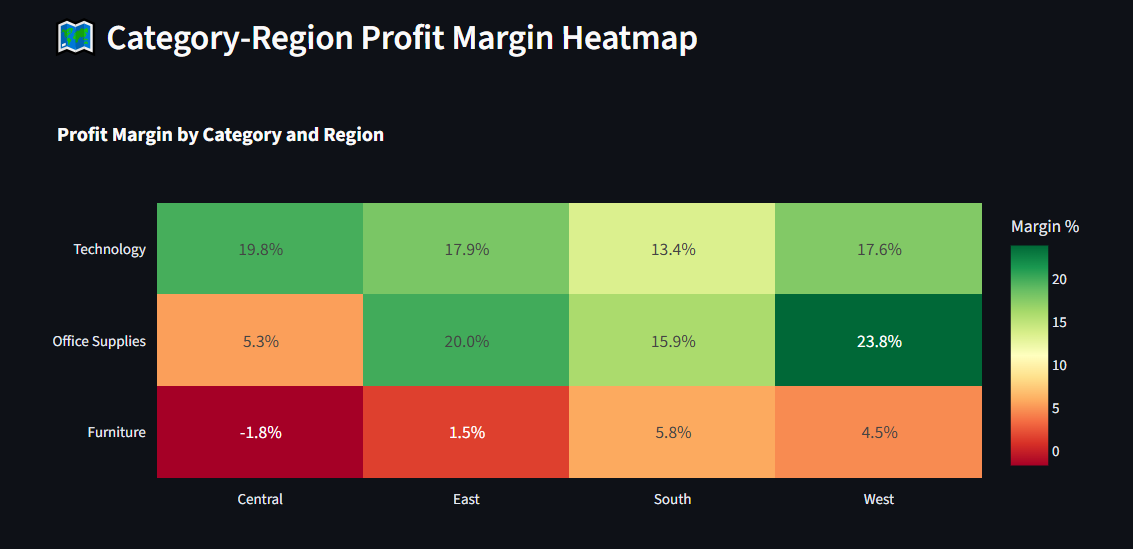 Category-Region Profit Margin Heatmap
Profit Margin by Category and Region
Margin %
Technology 19.8% 17.9% 13.4% 17.6%
20
15
Office Supplies 5.3% 20.0% 15.9% 23.8%
10
5
Furniture -1.8% 1.5% 5.8% 4.5%
0
Central East South West